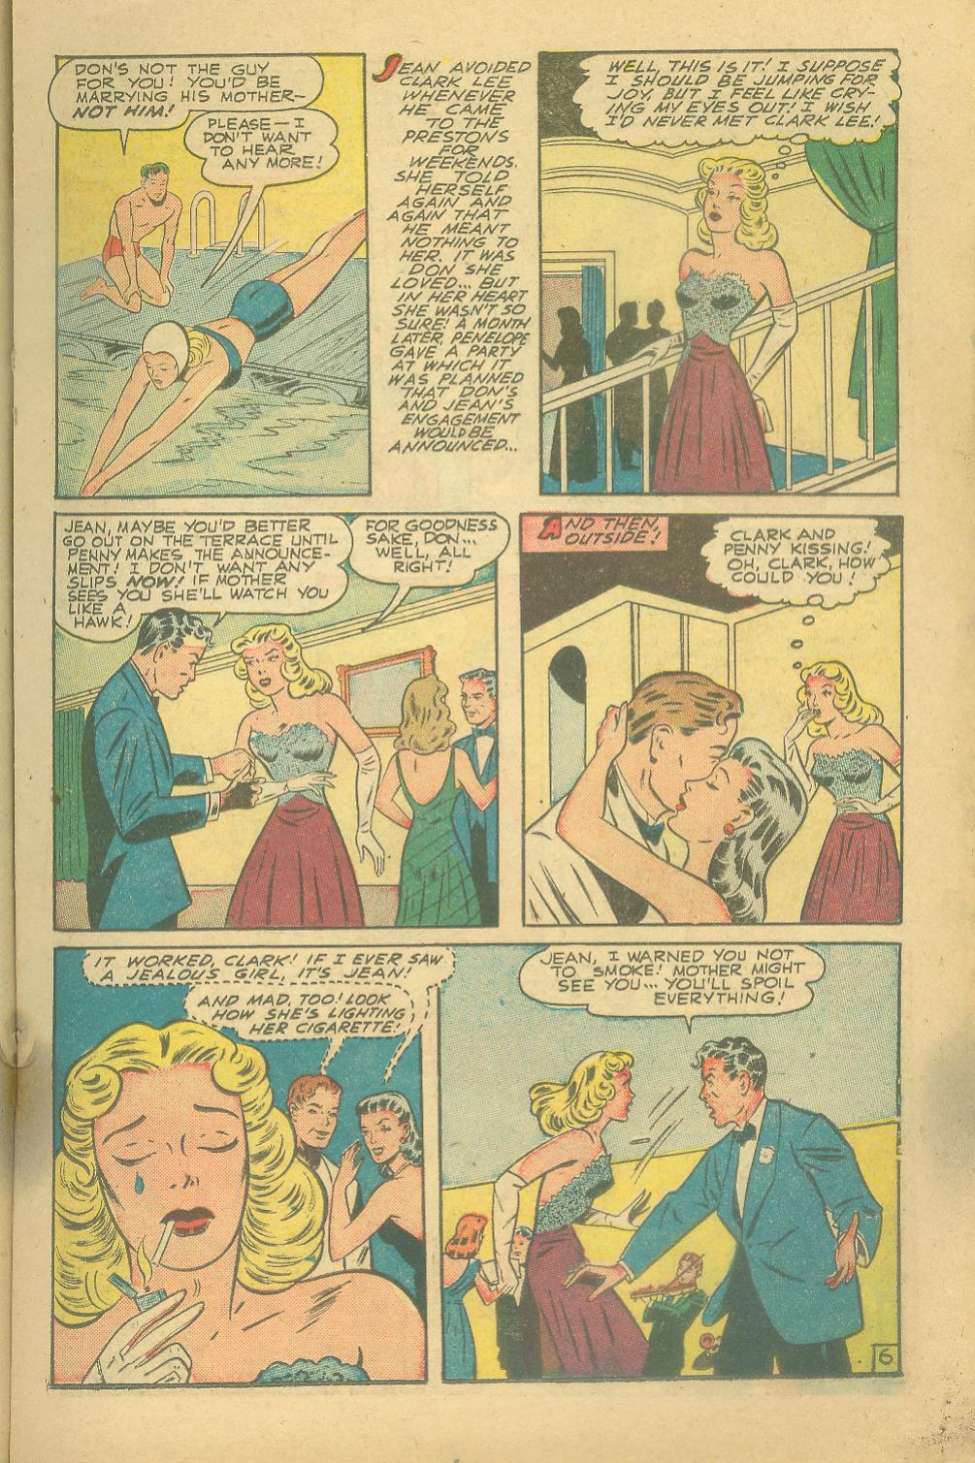 DON'S NOT THE GUY
FOR YOU! YOU'D BE
MARRYING HIS MOTHER—
NOT HIM!
PLEASE—I
DON'T WANT
TO HEAR
ANY MORE!
JEAN AVOIDED
CLARK LEE
WHENEVER
HE CAME
TO THE
PRESTONS
FOR
WEEKENDS.
SHE TOLD
HERSELF
AGAIN AND
AGAIN THAT
HE MEANT
NOTHING TO
HER. IT WAS
DON SHE
LOVED... BUT
IN HER HEART
SHE WASN'T SO
SURE! A MONTH
LATER, PENELOPE
GAVE A PARTY
AT WHICH IT
WAS PLANNED
THAT DON'S
AND JEAN'S
ENGAGEMENT
WOULD BE
ANNOUNCED...
WELL, THIS IS IT! I SUPPOSE
I SHOULD BE JUMPING FOR
JOY, BUT I FEEL LIKE CRY-
ING MY EYES OUT! I WISH
I'D NEVER MET CLARK LEE!
JEAN, MAYBE YOU'D BETTER
GO OUT ON THE TERRACE UNTIL
PENNY MAKES THE ANNOUNCE-
MENT! I DON'T WANT ANY
SLIPS NOW! IF MOTHER
SEES YOU SHE'LL WATCH YOU
LIKE A
HAWK!
FOR GOODNESS
SAKE, DON...
WELL, ALL
RIGHT!
AND THEN,
OUTSIDE!
CLARK AND
PENNY KISSING!
OH, CLARK, HOW
COULD YOU!
IT WORKED, CLARK! IF I EVER SAW
A JEALOUS GIRL, IT'S JEAN!
AND MAD, TOO! LOOK
HOW SHE'S LIGHTING
HER CIGARETTE!
JEAN, I WARNED YOU NOT
TO SMOKE! MOTHER MIGHT
SEE YOU... YOU'LL SPOIL
EVERYTHING!
6